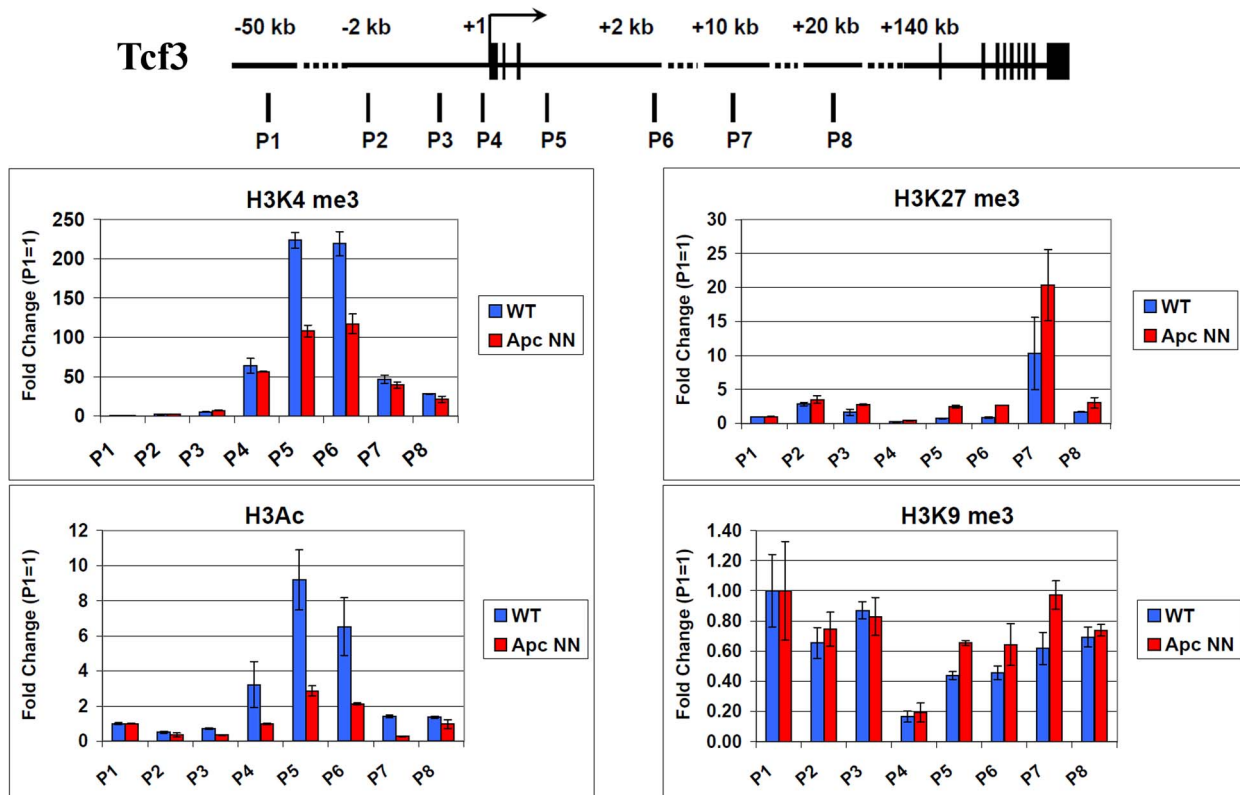 -50 kb -2 kb +1 +2 kb +10 kb +20 kb +140 kb
Tcf3
P1 P2 P3 P4 P5 P6 P7 P8
H3K4 me3
Fold Change (P1=1)
250
200
150
100
50
0
P1 P2 P3 P4 P5 P6 P7 P8
WT
Apc NN
H3K27 me3
Fold Change (P1=1)
30
25
20
15
10
5
0
P1 P2 P3 P4 P5 P6 P7 P8
WT
Apc NN
H3Ac
Fold Change (P1=1)
12
10
8
6
4
2
0
P1 P2 P3 P4 P5 P6 P7 P8
WT
Apc NN
H3K9 me3
Fold Change (P1=1)
1.40
1.20
1.00
0.80
0.60
0.40
0.20
0.00
P1 P2 P3 P4 P5 P6 P7 P8
WT
Apc NN